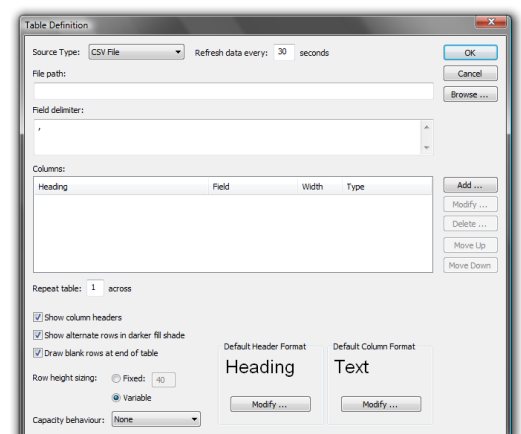 Table Definition
Source Type: CSV File Refresh data every: 30 seconds OK
File path: Cancel
Browse ...
Field delimiter:
,
Columns:
Heading Field Width Type Add ...
Modify ...
Delete ...
Move Up
Move Down
Repeat table: 1 across
Show column headers
Show alternate rows in darker fill shade
Draw blank rows at end of table
Default Header Format Default Column Format
Heading Text
Row height sizing: Fixed: 40
Variable
Modify ... Modify ...
Capacity behaviour: None